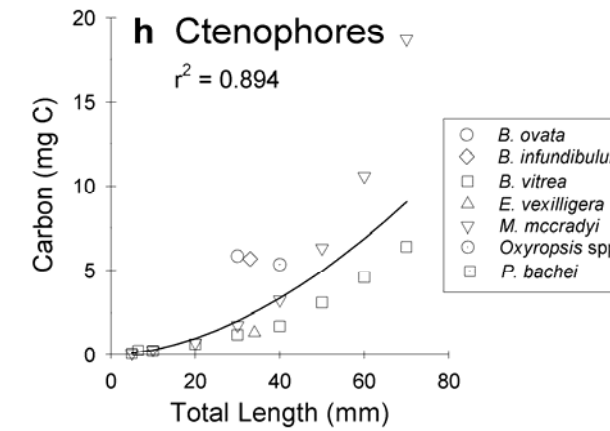 h Ctenophores
r² = 0.894
Carbon (mg C)
20
15
10
5
0
0 20 40 60 80
Total Length (mm)
B. ovata
B. infundibulu
B. vitrea
E. vexilligera
M. mccradyi
Oxyropsis spp
P. bachei